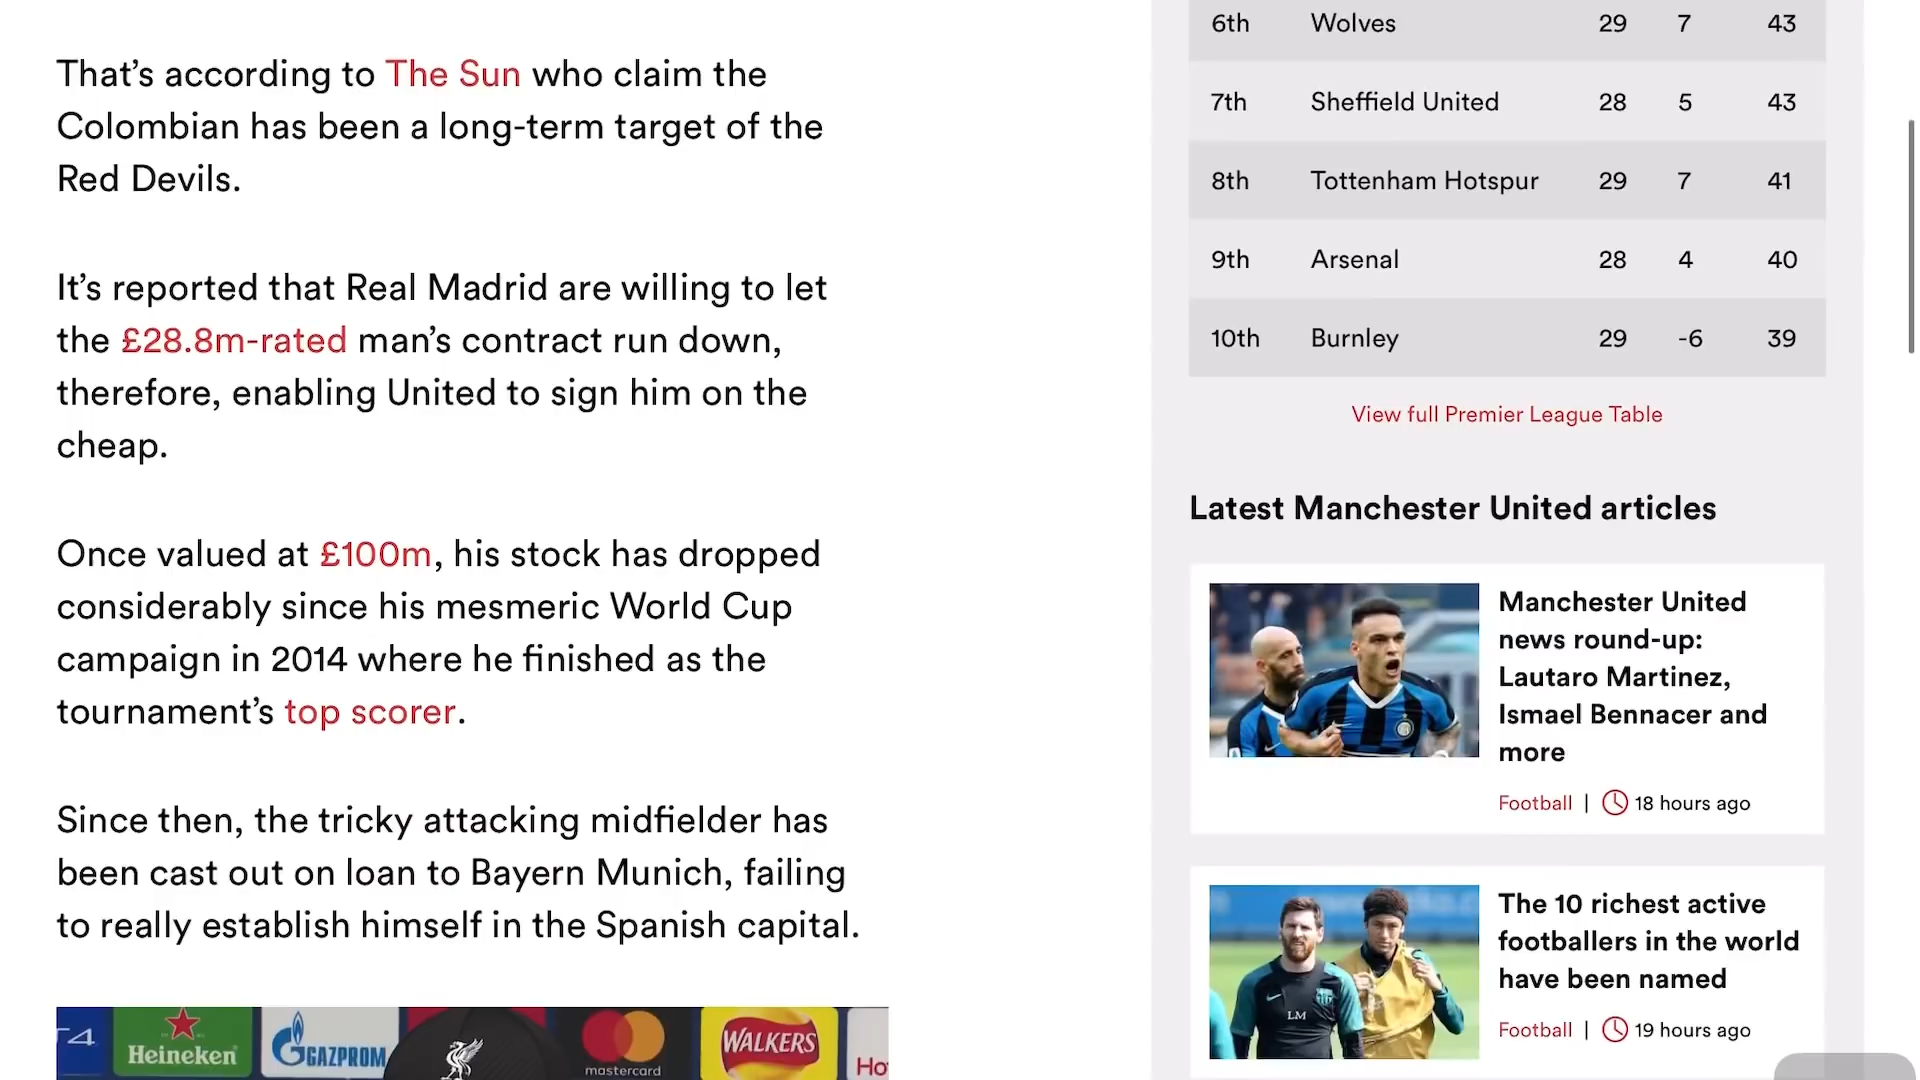 That’s according to The Sun who claim the
Colombian has been a long-term target of the
Red Devils.
It’s reported that Real Madrid are willing to let
the £28.8m-rated man’s contract run down,
therefore, enabling United to sign him on the
cheap.
Once valued at £100m, his stock has dropped
considerably since his mesmeric World Cup
campaign in 2014 where he finished as the
tournament’s top scorer.
Since then, the tricky attacking midfielder has
been cast out on loan to Bayern Munich, failing
to really establish himself in the Spanish capital.
Heineken GAZPROM mastercard WALKERS
6th Wolves 29 7 43
7th Sheffield United 28 5 43
8th Tottenham Hotspur 29 7 41
9th Arsenal 28 4 40
10th Burnley 29 -6 39
View full Premier League Table
Latest Manchester United articles
Manchester United
news round-up:
Lautaro Martinez,
Ismael Bennacer and
more
Football | 18 hours ago
LM
The 10 richest active
footballers in the world
have been named
Football | 19 hours ago